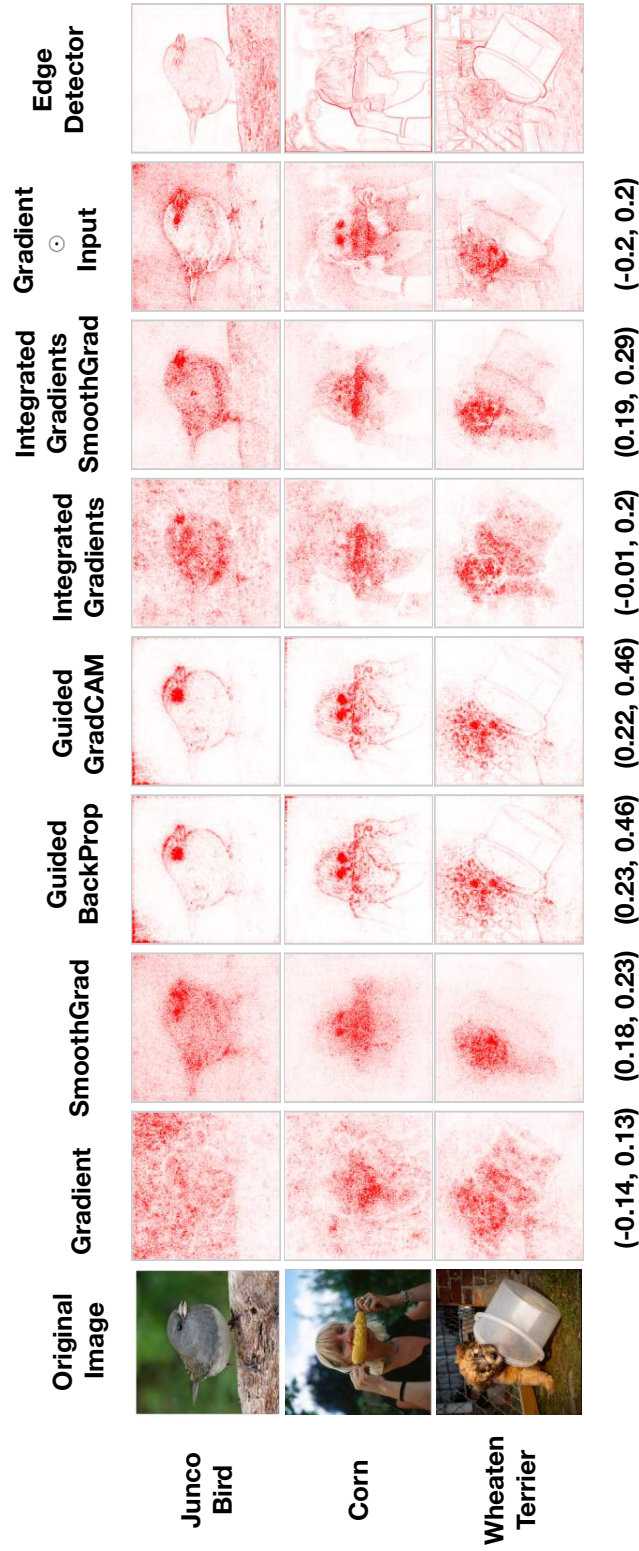 Original
Image
Gradient
SmoothGrad
Guided
BackProp
Guided
GradCAM
Integrated
Gradients
Integrated
Gradients
SmoothGrad
Gradient
⊙
Input
Edge
Detector
Junco
Bird
Corn
Wheaten
Terrier
(-0.14, 0.13)
(0.18, 0.23)
(0.23, 0.46)
(0.22, 0.46)
(-0.01, 0.2)
(0.19, 0.29)
(-0.2, 0.2)